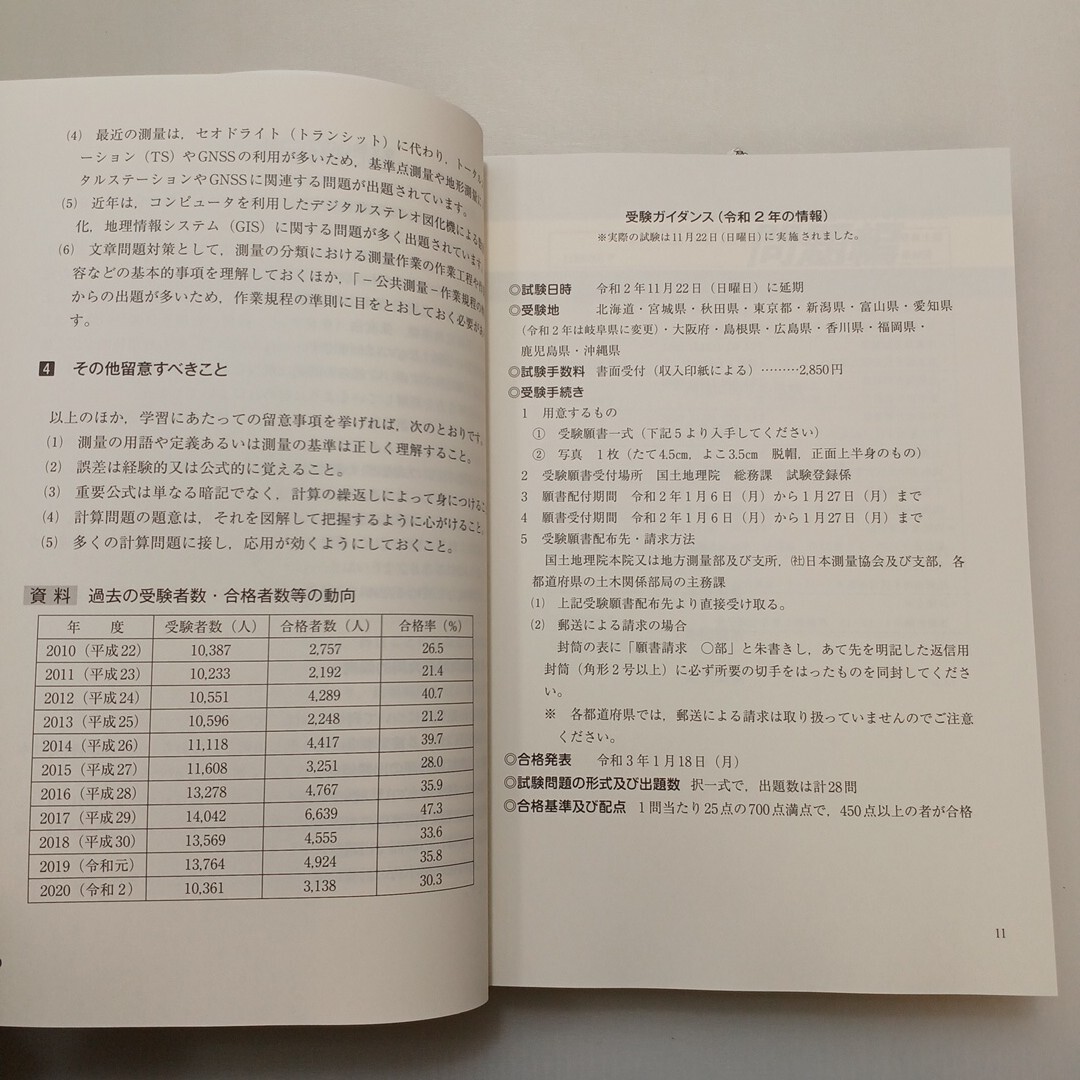 (4) 最近の測量は，セオドライト（トランシット）に代わり，トータル
ーション（TS）やGNSSの利用が多いため，基準点測量や地形測量に
タルステーションやGNSSに関連する問題が出題されています。
(5) 近年は，コンピュータを利用したデジタルステレオ図化機による
化，地理情報システム（GIS）に関する問題が多く出題されています。
(6) 文章問題対策として，測量の分類における測量作業の作業工程や
容などの基本的事項を理解しておくほか，「－公共測量－作業規程の
からの出題が多いため，作業規程の準則に目をとおしておく必要があ
す。
4 その他留意すべきこと
以上のほか，学習にあたっての留意事項を挙げれば，次のとおりです。
(1) 測量の用語や定義あるいは測量の基準は正しく理解すること。
(2) 誤差は経験的又は公式的に覚えること。
(3) 重要公式は単なる暗記でなく，計算の繰返しによって身につけるこ
(4) 計算問題の題意は，それを図解して把握するように心がけること。
(5) 多くの計算問題に接し，応用が効くようにしておくこと。
資料 過去の受験者数・合格者数等の動向
年 度 受験者数（人） 合格者数（人） 合格率（%）
2010（平成22） 10,387 2,757 26.5
2011（平成23） 10,233 2,192 21.4
2012（平成24） 10,551 4,289 40.7
2013（平成25） 10,596 2,248 21.2
2014（平成26） 11,118 4,417 39.7
2015（平成27） 11,608 3,251 28.0
2016（平成28） 13,278 4,767 35.9
2017（平成29） 14,042 6,639 47.3
2018（平成30） 13,569 4,555 33.6
2019（令和元） 13,764 4,924 35.8
2020（令和2） 10,361 3,138 30.3
受験ガイダンス（令和2年の情報）
※実際の試験は11月22日（日曜日）に実施されました。
◎試験日時 令和2年11月22日（日曜日）に延期
◎受験地 北海道・宮城県・秋田県・東京都・新潟県・富山県・愛知県
（令和2年は岐阜県に変更）・大阪府・島根県・広島県・香川県・福岡県・
鹿児島県・沖縄県
◎試験手数料 書面受付（収入印紙による）………2,850円
◎受験手続き
1 用意するもの
① 受験願書一式（下記5より入手してください）
② 写真 1枚（たて4.5cm，よこ3.5cm 脱帽，正面上半身のもの）
2 受験願書受付場所 国土地理院 総務課 試験登録係
3 願書配付期間 令和2年1月6日（月）から1月27日（月）まで
4 願書受付期間 令和2年1月6日（月）から1月27日（月）まで
5 受験願書配布先・請求方法
国土地理院本院又は地方測量部及び支所，㈳日本測量協会及び支部，各
都道府県の土木関係部局の主務課
(1) 上記受験願書配布先より直接受け取る。
(2) 郵送による請求の場合
封筒の表に「願書請求 〇部」と朱書きし，あて先を明記した返信用
封筒（角形2号以上）に必ず所要の切手をはったものを同封してくださ
い。
※ 各都道府県では，郵送による請求は取り扱っていませんのでご注意
ください。
◎合格発表 令和3年1月18日（月）
◎試験問題の形式及び出題数 択一式で，出題数は計28問
◎合格基準及び配点 1問当たり25点の700点満点で，450点以上の者が合格
11